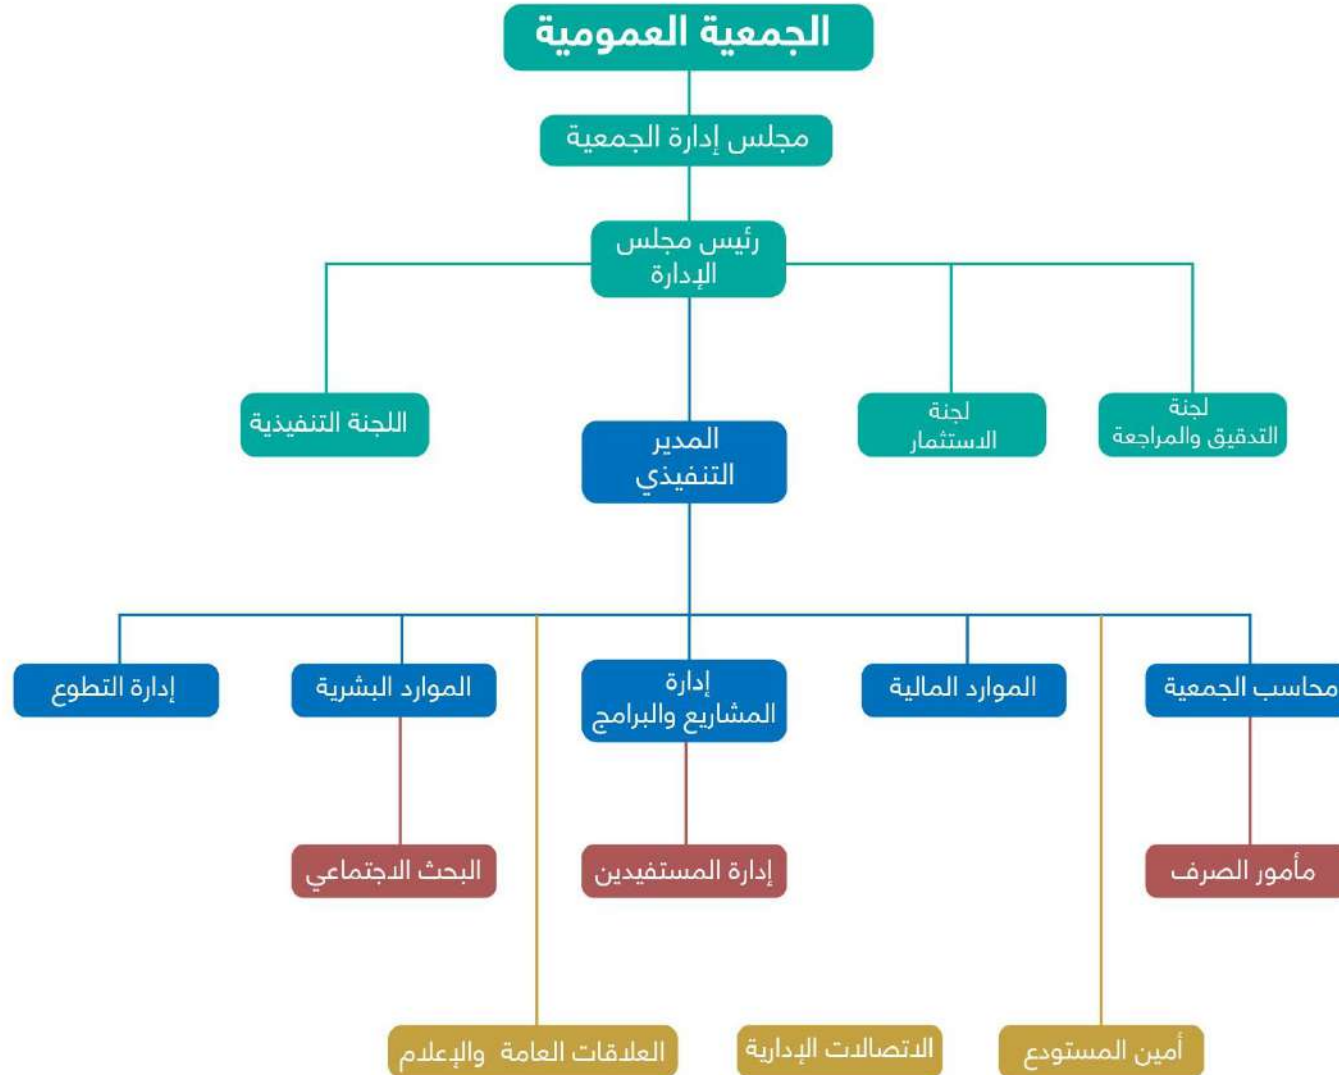 الجمعية العمومية
مجلس إدارة الجمعية
رئيس مجلس
الإدارة
لجنة
التدقيق والمراجعة
لجنة
الاستثمار
اللجنة التنفيذية
المدير
التنفيذي
محاسب الجمعية
الموارد المالية
إدارة
المشاريع والبرامج
الموارد البشرية
إدارة التطوع
مأمور الصرف
إدارة المستفيدين
البحث الاجتماعي
أمين المستودع
الاتصالات الإدارية
العلاقات العامة والإعلام